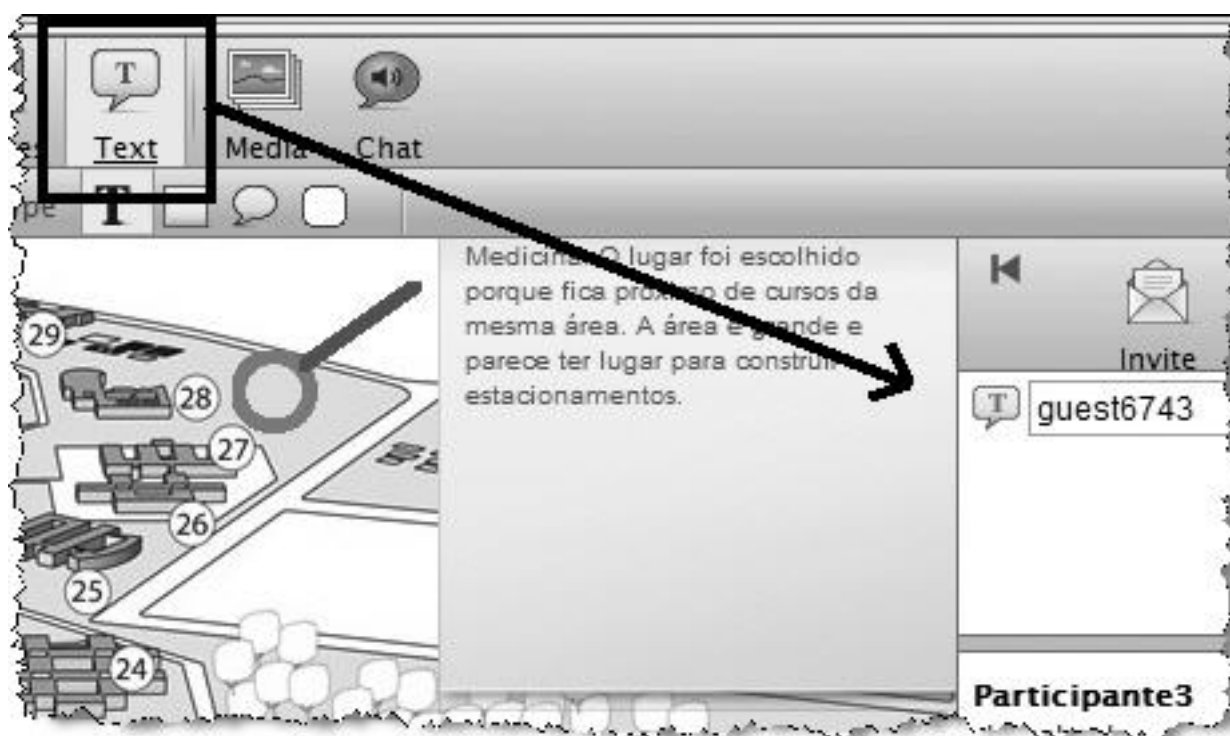 Text
Media
Chat
T
Medicina. O lugar foi escolhido
porque fica próximo de cursos da
mesma área. A área é grande e
parece ter lugar para construir
estacionamentos.
Invite
T guest6743
29
28
27
26
25
24
Participante3